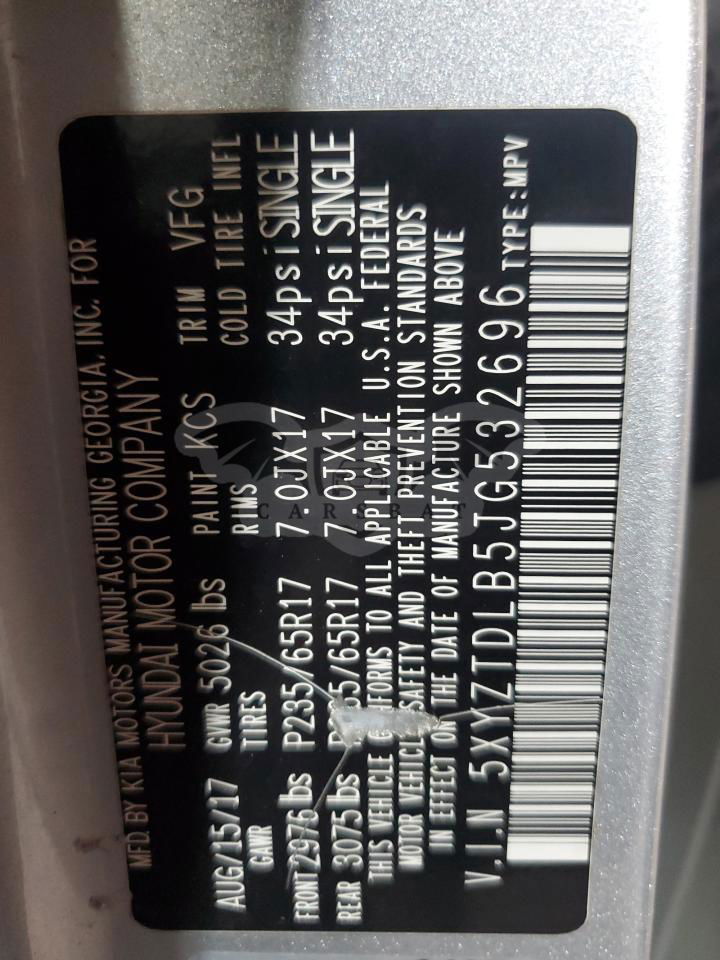 MFD. BY KIA MOTORS MANUFACTURING GEORGIA, INC. FOR
HYUNDAI MOTOR COMPANY
AUG/15/17 GVWR 5026 lbs PAINT KCS TRIM VFG
GAWR TIRES RIMS COLD TIRE INFL
FRONT 2976 lbs P235/65R17 7.0JX17 34psi SINGLE
REAR 3075 lbs /65R17 7.0JX17 34psi SINGLE
THIS VEHICLE CONFORMS TO ALL APPLICABLE U.S.A. FEDERAL
MOTOR VEHICLE SAFETY AND THEFT PREVENTION STANDARDS
IN EFFECT ON THE DATE OF MANUFACTURE SHOWN ABOVE
V.I.N 5XYZTDLB5JG532696 TYPE:MPV
CARSBAT